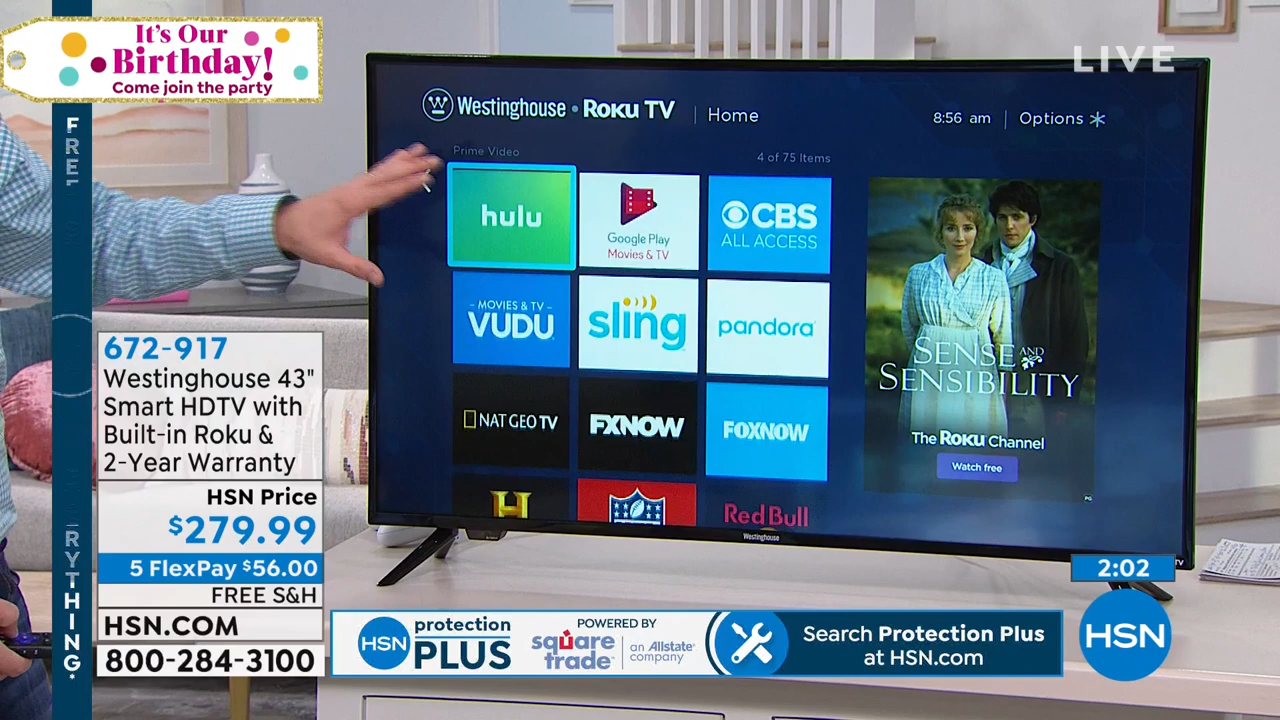 It's Our
Birthday!
Come join the party
LIVE
Westinghouse • ROKU TV | Home
8:56 am | Options
Prime Video
4 of 75 Items
hulu
Google Play
Movies & TV
CBS
ALL ACCESS
- MOVIES & TV -
VUDU
sling
pandora
NAT GEO TV
FXNOW
FOXNOW
H
NFL
Red Bull
SENSE AND
SENSIBILITY
The Roku Channel
Watch free
PG
Westinghouse
TV
FRE
RYTHING.*
672-917
Westinghouse 43"
Smart HDTV with
Built-in Roku &
2-Year Warranty
HSN Price
$279.99
5 FlexPay $56.00
FREE S&H
HSN.COM
800-284-3100
2:02
HSN
HSN
protection
PLUS
POWERED BY
square
trade
an Allstate
company
Search Protection Plus
at HSN.com